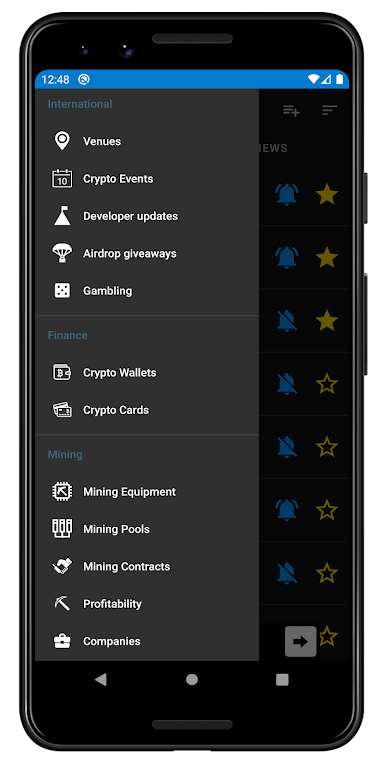 12:48
International
IEWS
Venues
10
Crypto Events
Developer updates
Airdrop giveaways
Gambling
Finance
Crypto Wallets
Crypto Cards
Mining
Mining Equipment
Mining Pools
Mining Contracts
Profitability
Companies